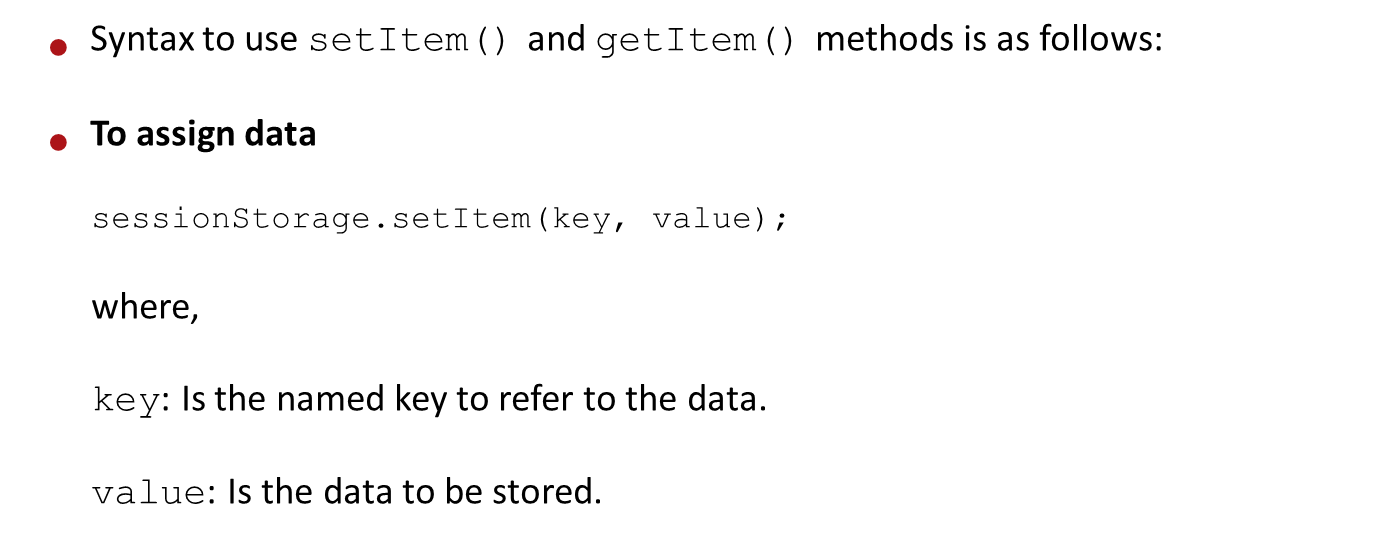 • Syntax to use setItem() and getItem() methods is as follows:
• To assign data
sessionStorage.setItem(key, value);
where,
key: Is the named key to refer to the data.
value: Is the data to be stored.